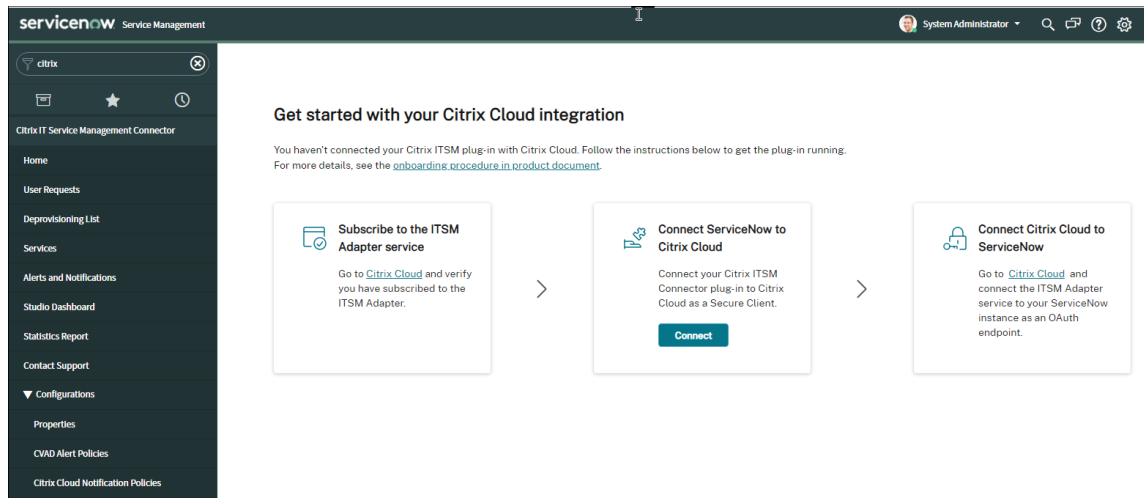 servicenow Service Management
System Administrator
citrix
Citrix IT Service Management Connector
Home
User Requests
Deprovisioning List
Services
Alerts and Notifications
Studio Dashboard
Statistics Report
Contact Support
Configurations
Properties
CVAD Alert Policies
Citrix Cloud Notification Policies
Get started with your Citrix Cloud integration
You haven't connected your Citrix ITSM plug-in with Citrix Cloud. Follow the instructions below to get the plug-in running.
For more details, see the onboarding procedure in product document.
Subscribe to the ITSM
Adapter service
Go to Citrix Cloud and verify
you have subscribed to the
ITSM Adapter.
Connect ServiceNow to
Citrix Cloud
Connect your Citrix ITSM
Connector plug-in to Citrix
Cloud as a Secure Client.
Connect
Connect Citrix Cloud to
ServiceNow
Go to Citrix Cloud and
connect the ITSM Adapter
service to your ServiceNow
instance as an OAuth
endpoint.